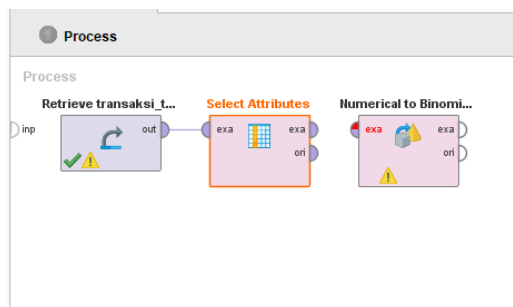 Process
Process
Retrieve transaksi_t...
Select Attributes
Numerical to Binomi...
inp
out
exa
exa
ori
exa
exa
ori